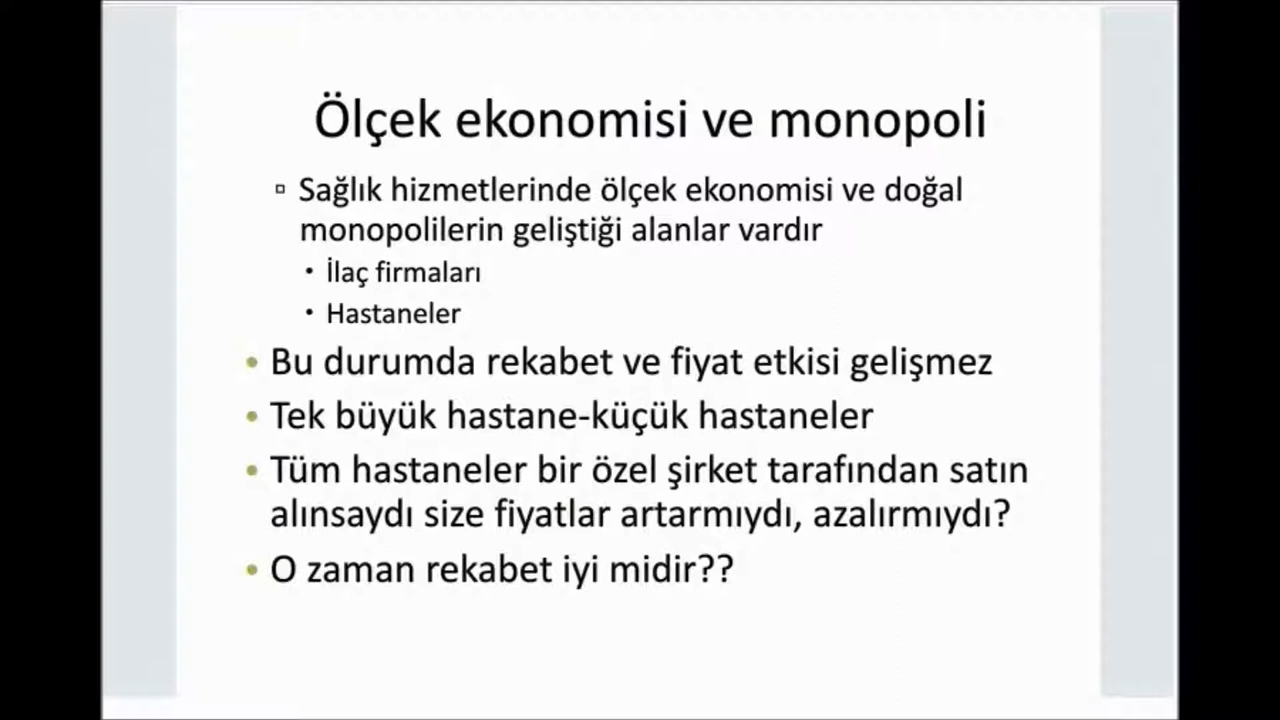 Ölçek ekonomisi ve monopoli
▫ Sağlık hizmetlerinde ölçek ekonomisi ve doğal
monopolilerin geliştiği alanlar vardır
• İlaç firmaları
• Hastaneler
• Bu durumda rekabet ve fiyat etkisi gelişmez
• Tek büyük hastane-küçük hastaneler
• Tüm hastaneler bir özel şirket tarafından satın
alınsaydı size fiyatlar artarmıydı, azalırmıydı?
• O zaman rekabet iyi midir??